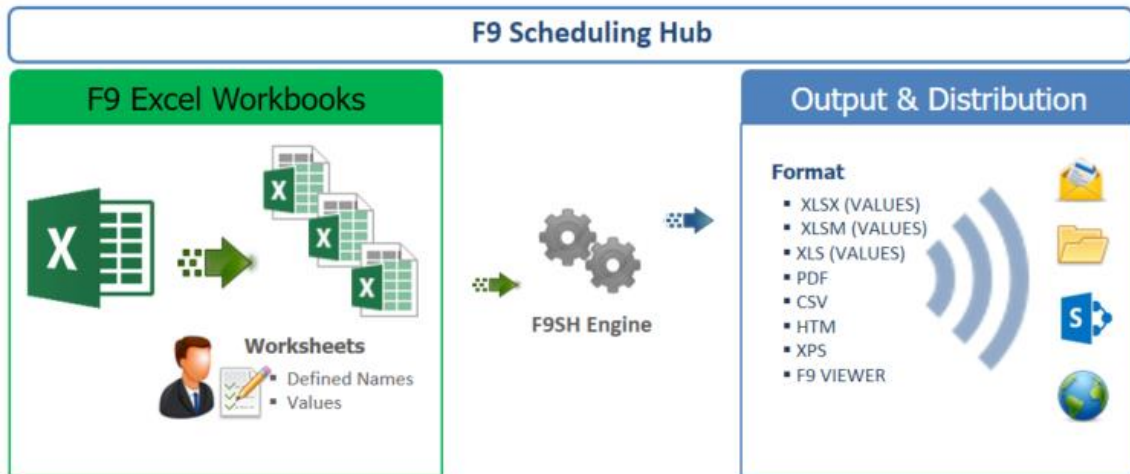 F9 Scheduling Hub
F9 Excel Workbooks
X
X
X
X
Worksheets
▪ Defined Names
▪ Values
F9SH Engine
Output & Distribution
Format
▪ XLSX (VALUES)
▪ XLSM (VALUES)
▪ XLS (VALUES)
▪ PDF
▪ CSV
▪ HTM
▪ XPS
▪ F9 VIEWER
S